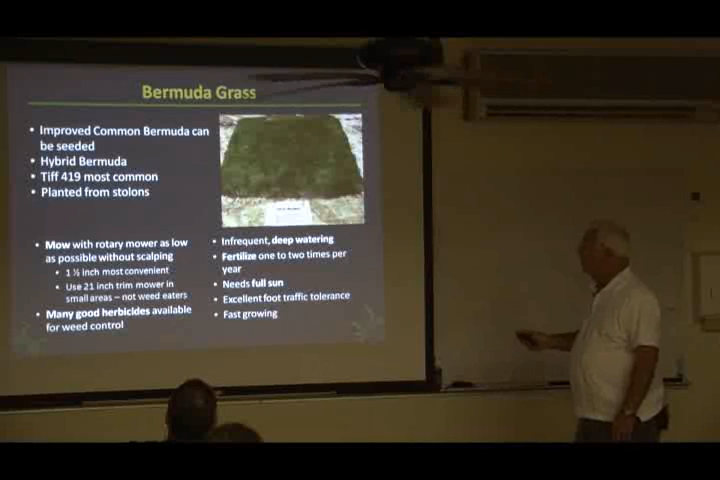 Bermuda Grass
• Improved Common Bermuda can
be seeded
• Hybrid Bermuda
• Tiff 419 most common
• Planted from stolons
• Mow with rotary mower as low
as possible without scalping
• 1 ½ inch most convenient
• Use 21 inch trim mower in
small areas – not weed eaters
• Many good herbicides available
for weed control
• Infrequent, deep watering
• Fertilize one to two times per
year
• Needs full sun
• Excellent foot traffic tolerance
• Fast growing